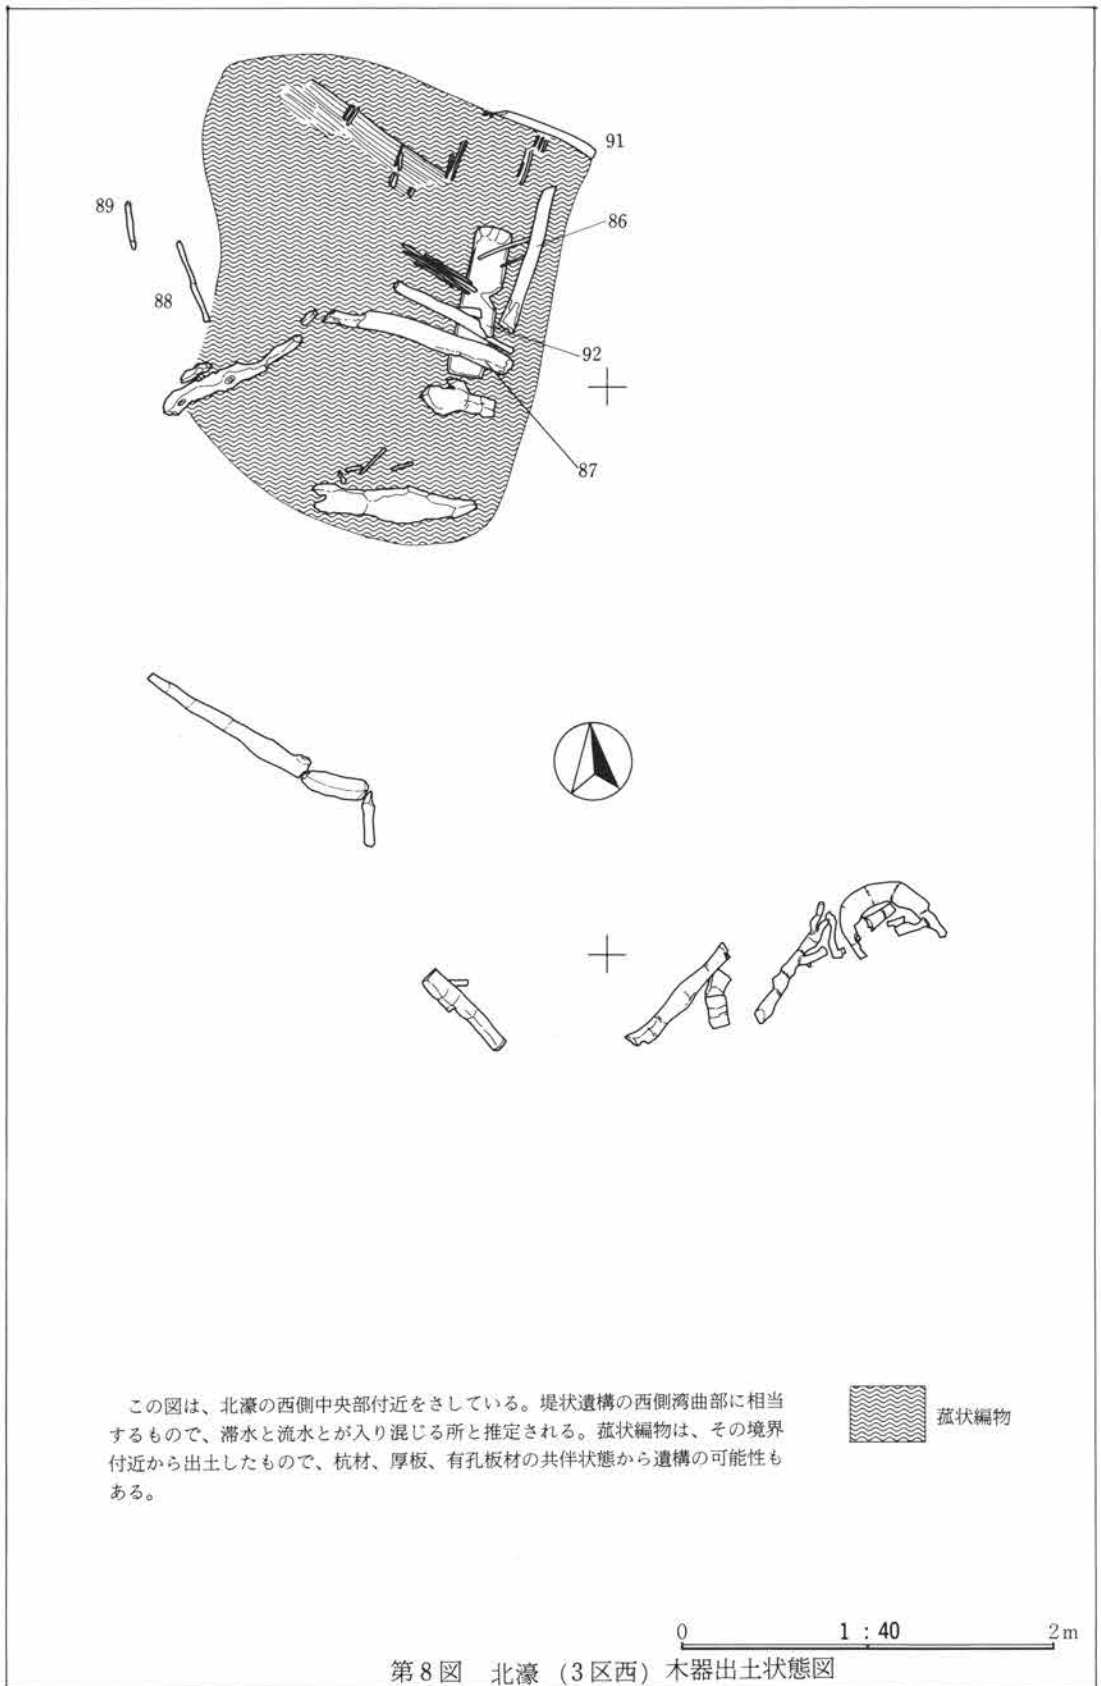 91
89
86
88
92
87
この図は、北濠の西側中央部付近をさしている。堤状遺構の西側湾曲部に相当
するもので、滞水と流水とが入り混じる所と推定される。菰状編物は、その境界
付近から出土したもので、杭材、厚板、有孔板材の共伴状態から遺構の可能性も
ある。
菰状編物
0 1:40 2m
第8図 北濠 (3区西) 木器出土状態図